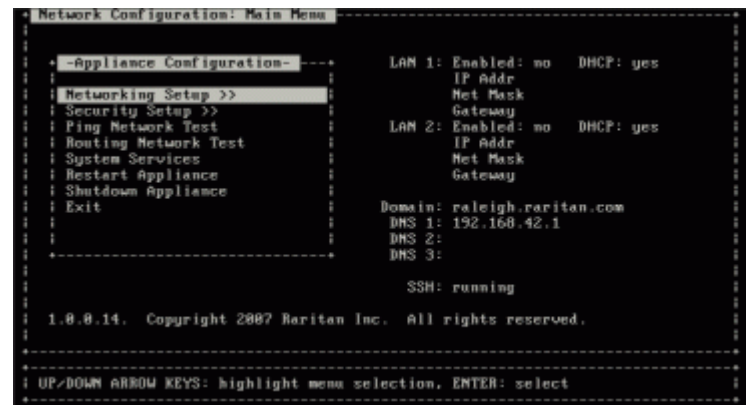 Network Configuration: Main Menu
-Appliance Configuration-
Networking Setup >>
Security Setup >>
Ping Network Test
Routing Network Test
System Services
Restart Appliance
Shutdown Appliance
Exit
LAN 1: Enabled: no DHCP: yes
IP Addr
Net Mask
Gateway
LAN 2: Enabled: no DHCP: yes
IP Addr
Net Mask
Gateway
Domain: raleigh.raritan.com
DNS 1: 192.168.42.1
DNS 2:
DNS 3:
SSH: running
1.0.0.14. Copyright 2007 Raritan Inc. All rights reserved.
UP/DOWN ARROW KEYS: highlight menu selection, ENTER: select